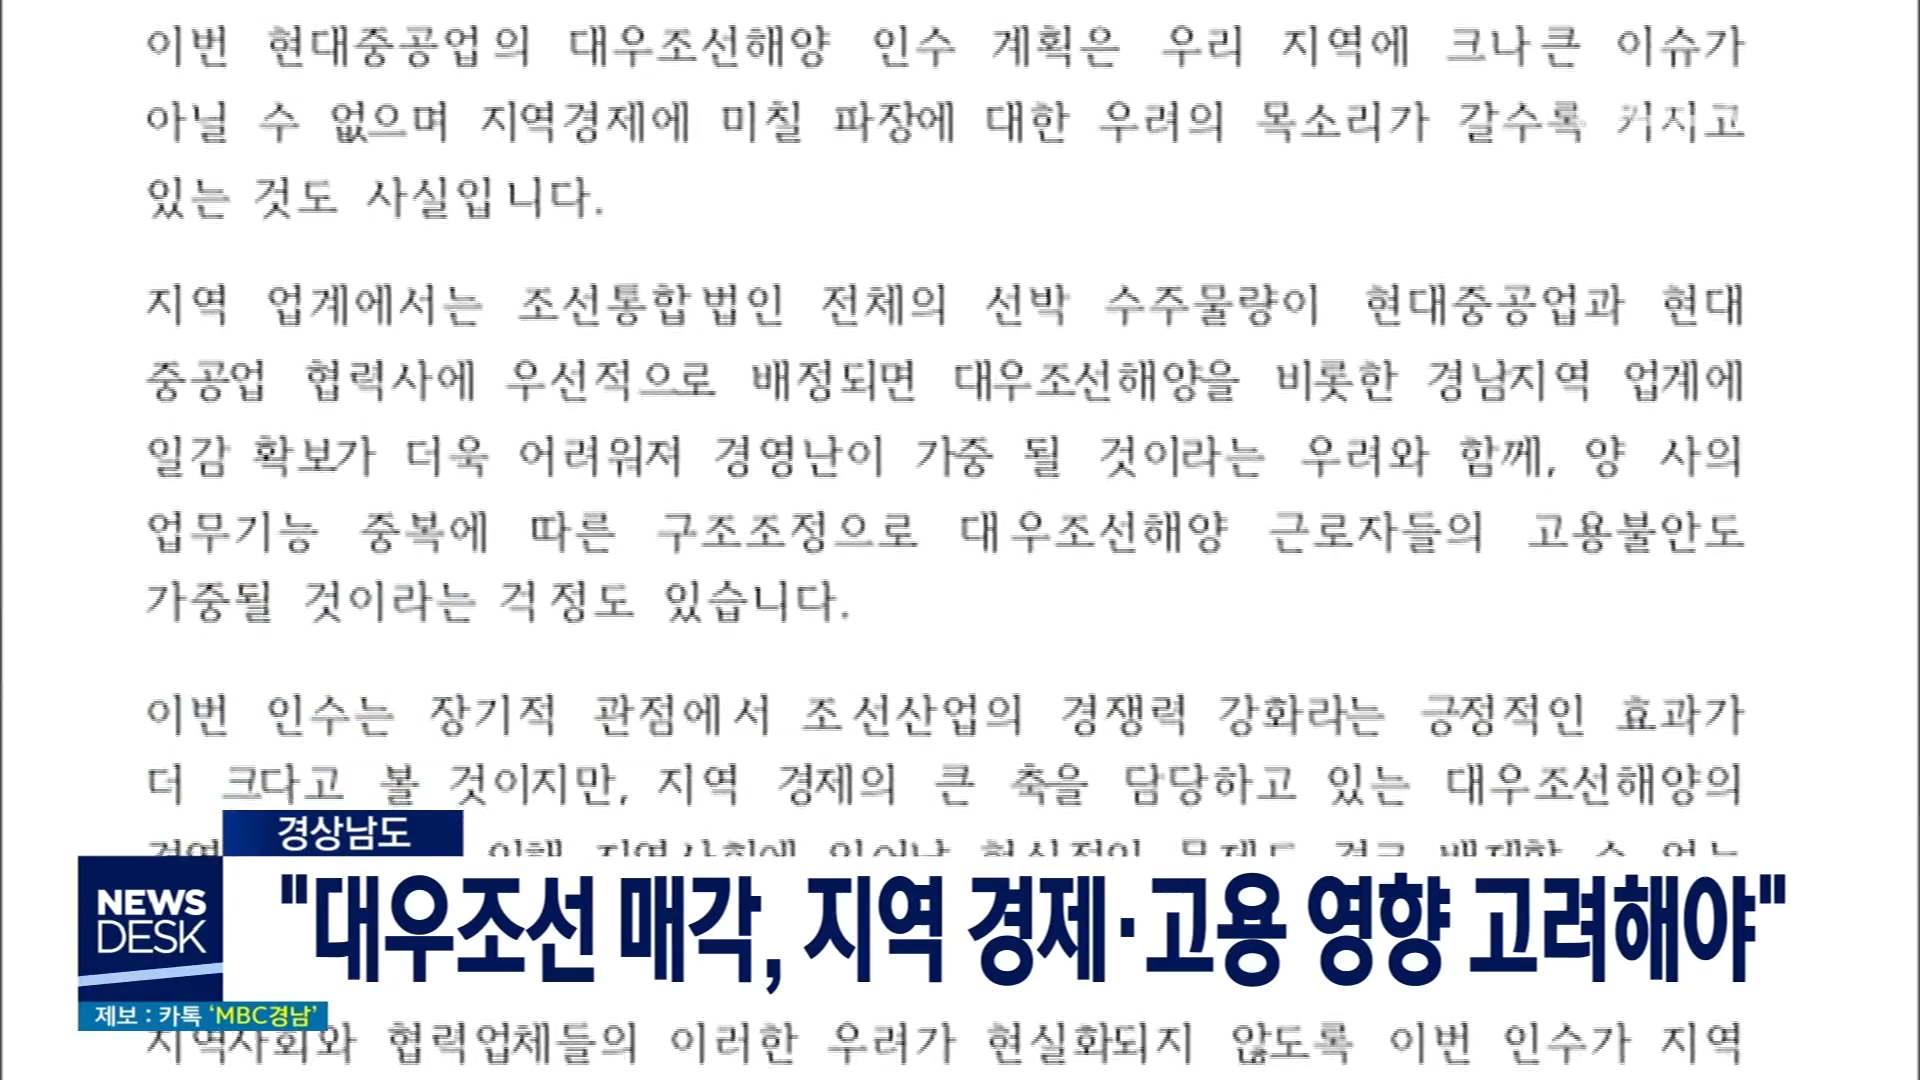 이번 현대중공업의 대우조선해양 인수 계획은 우리 지역에 크나큰 이슈가
아닐 수 없으며 지역경제에 미칠 파장에 대한 우려의 목소리가 갈수록 커지고
있는 것도 사실입니다.
지역 업계에서는 조선통합법인 전체의 선박 수주물량이 현대중공업과 현대
중공업 협력사에 우선적으로 배정되면 대우조선해양을 비롯한 경남지역 업계에
일감 확보가 더욱 어려워져 경영난이 가중 될 것이라는 우려와 함께, 양 사의
업무기능 중복에 따른 구조조정으로 대우조선해양 근로자들의 고용불안도
가중될 것이라는 걱정도 있습니다.
이번 인수는 장기적 관점에서 조선산업의 경쟁력 강화라는 긍정적인 효과가
더 크다고 볼 것이지만, 지역 경제의 큰 축을 담당하고 있는 대우조선해양의
경상남도
NEWS
DESK
"대우조선 매각, 지역 경제·고용 영향 고려해야"
제보 : 카톡 'MBC경남'
지역사회와 협력업체들의 이러한 우려가 현실화되지 않도록 이번 인수가 지역